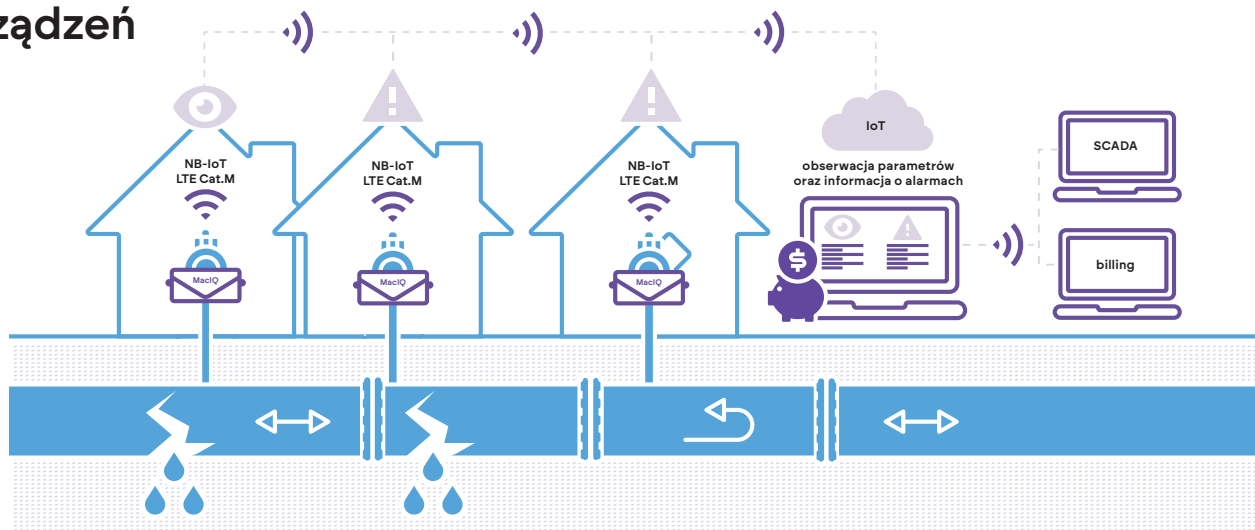 ządzeń
NB-IoT
LTE Cat.M
MacIQ
NB-IoT
LTE Cat.M
MacIQ
NB-IoT
LTE Cat.M
MacIQ
IoT
obserwacja parametrów
oraz informacja o alarmach
SCADA
billing